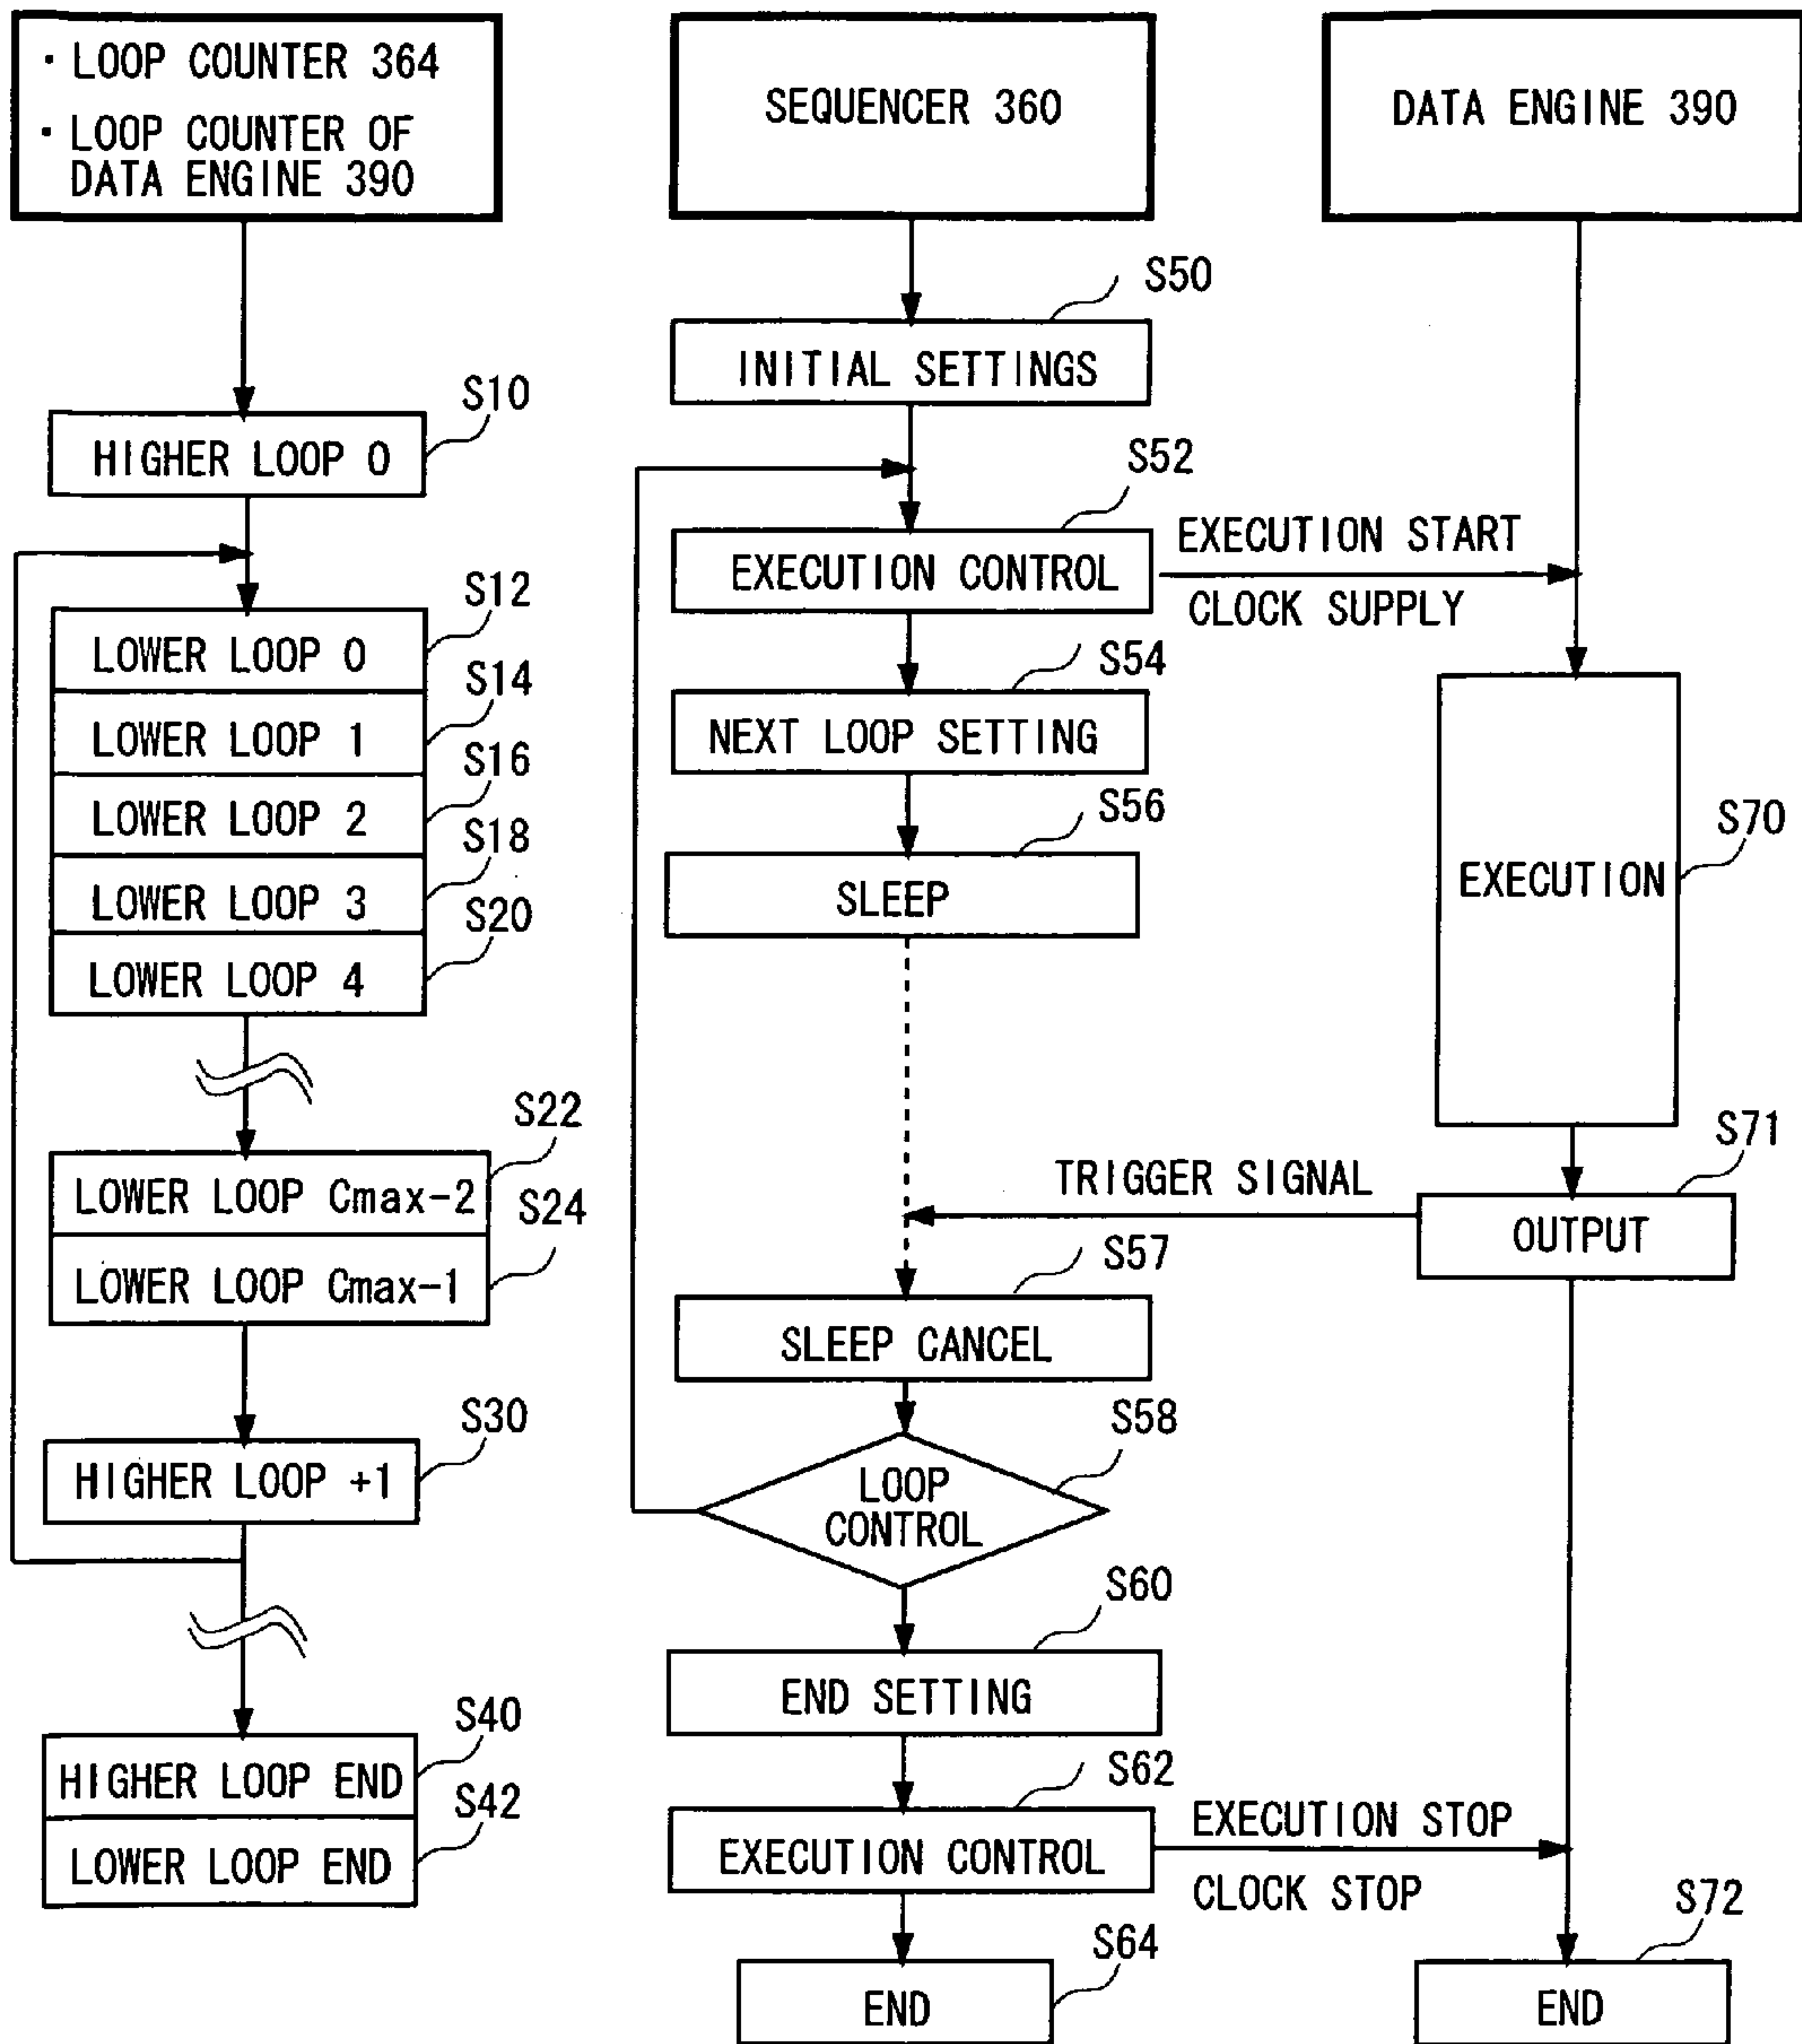 · LOOP COUNTER 364
· LOOP COUNTER OF
DATA ENGINE 390
S10
HIGHER LOOP 0
S12
LOWER LOOP 0
S14
LOWER LOOP 1
S16
LOWER LOOP 2
S18
LOWER LOOP 3
S20
LOWER LOOP 4
S22
LOWER LOOP Cmax-2
S24
LOWER LOOP Cmax-1
S30
HIGHER LOOP +1
S40
HIGHER LOOP END
S42
LOWER LOOP END
SEQUENCER 360
S50
INITIAL SETTINGS
S52
EXECUTION CONTROL
EXECUTION START
CLOCK SUPPLY
S54
NEXT LOOP SETTING
S56
SLEEP
TRIGGER SIGNAL
S57
SLEEP CANCEL
S58
LOOP
CONTROL
S60
END SETTING
S62
EXECUTION CONTROL
EXECUTION STOP
CLOCK STOP
S64
END
DATA ENGINE 390
S70
EXECUTION
S71
OUTPUT
S72
END